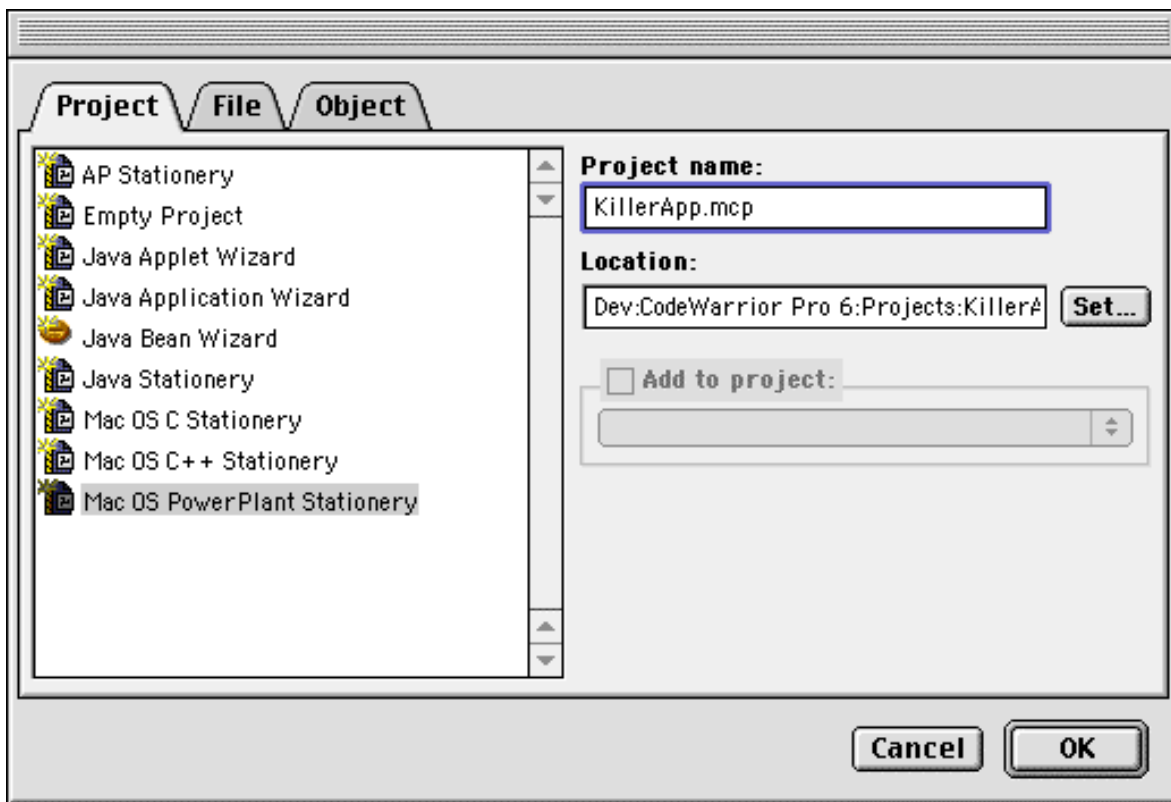 Project File Object
AP Stationery
Empty Project
Java Applet Wizard
Java Application Wizard
Java Bean Wizard
Java Stationery
Mac OS C Stationery
Mac OS C++ Stationery
Mac OS PowerPlant Stationery
Project name:
KillerApp.mcp
Location:
Dev:CodeWarrior Pro 6:Projects:KillerA
Set...
Add to project:
Cancel OK